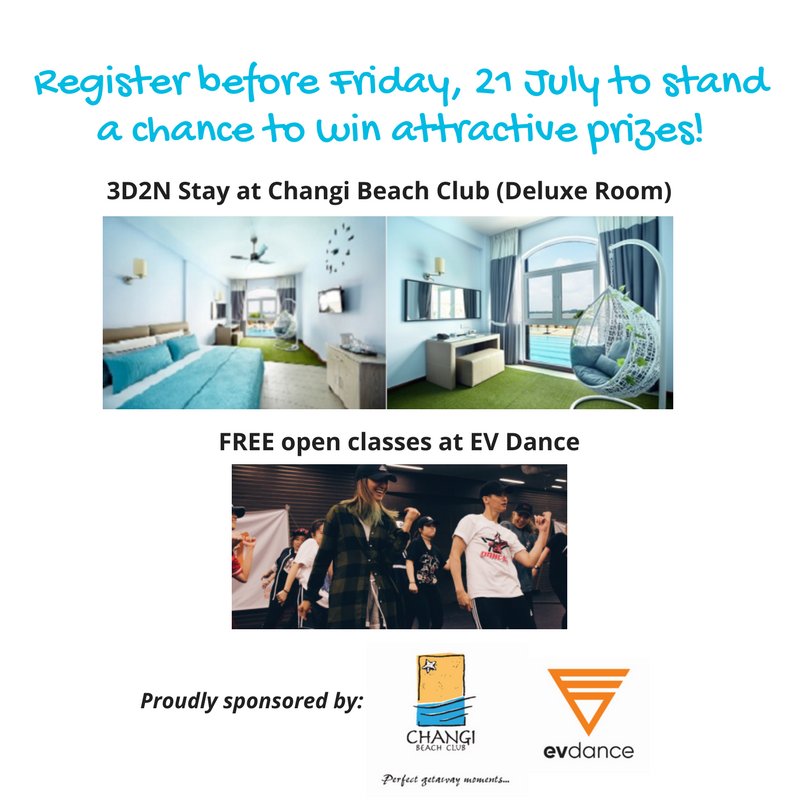 Register before Friday, 21 July to stand
a chance to win attractive prizes!
3D2N Stay at Changi Beach Club (Deluxe Room)
FREE open classes at EV Dance
DANCE
Proudly sponsored by:
CHANGI
BEACH CLUB
Perfect getaway moments...
evdance